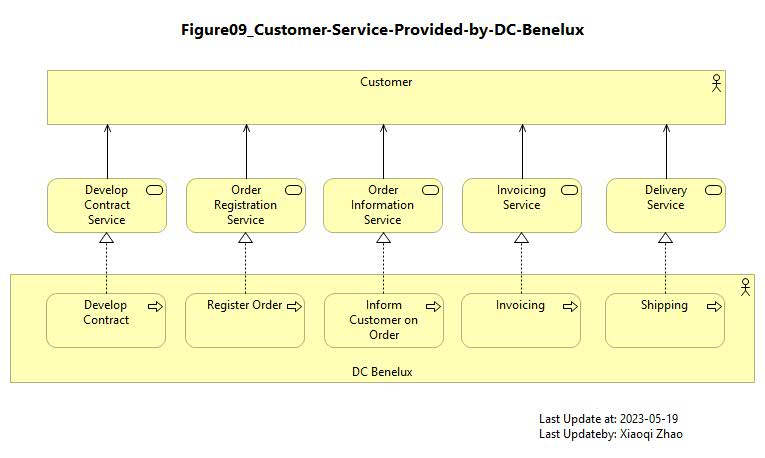 Figure09_Customer-Service-Provided-by-DC-Benelux
Customer
Develop
Contract
Service
Order
Registration
Service
Order
Information
Service
Invoicing
Service
Delivery
Service
Develop
Contract
Register Order
Inform
Customer on
Order
Invoicing
Shipping
DC Benelux
Last Update at: 2023-05-19
Last Updateby: Xiaoqi Zhao